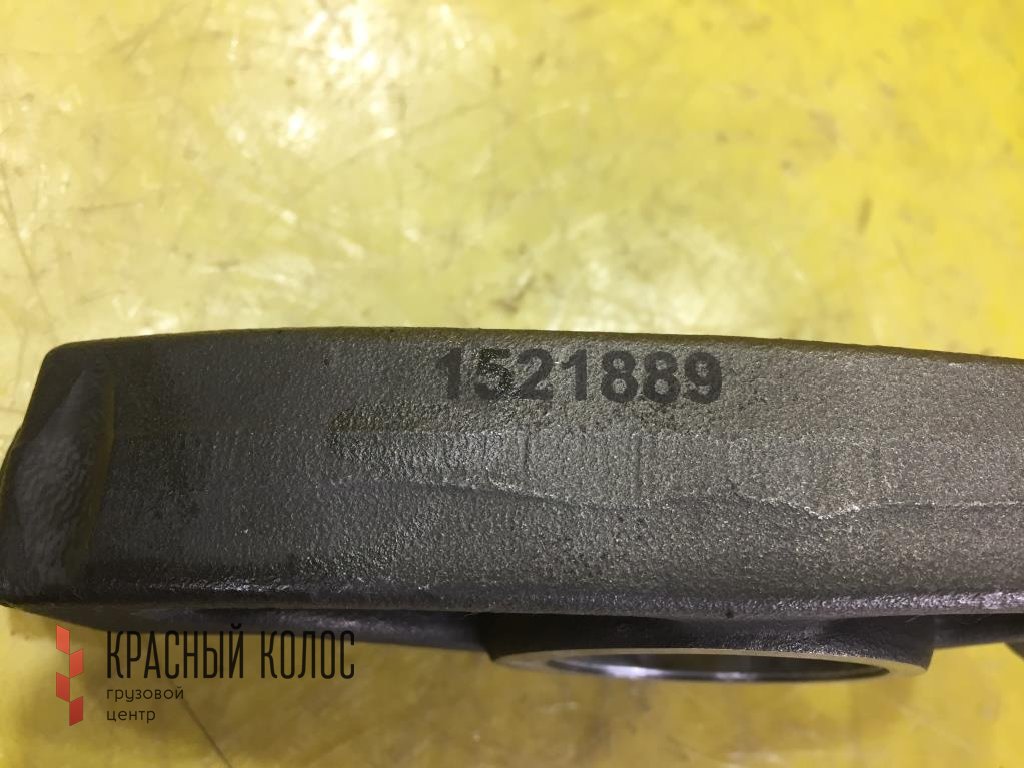 1521889
КРАСНЫЙ КОЛОС
грузовой
центр